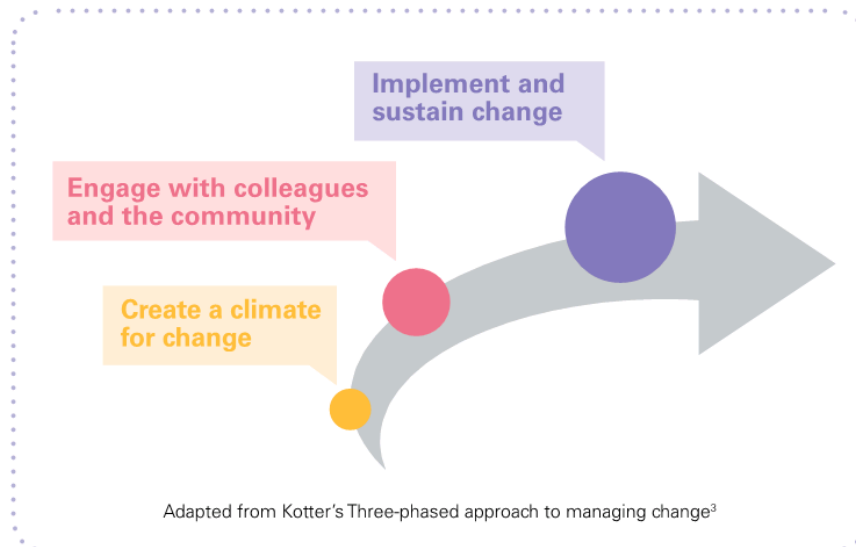 Implement and
sustain change
Engage with colleagues
and the community
Create a climate
for change
Adapted from Kotter's Three-phased approach to managing change³